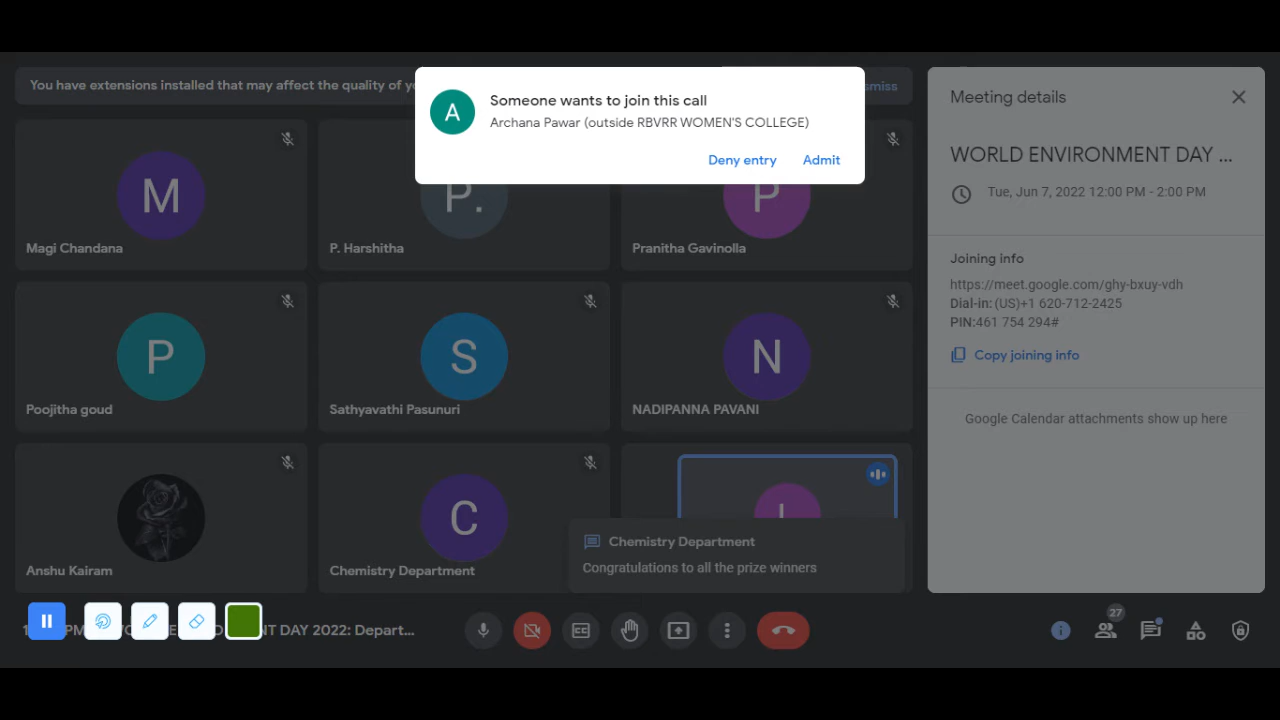 You have extensions installed that may affect the quality of
miss
Someone wants to join this call
A
Archana Pawar (outside RBVRR WOMEN'S COLLEGE)
Deny entry
Admit
M
Magi Chandana
P.
P. Harshitha
P
Pranitha Gavinolla
P
Poojitha goud
S
Sathyavathi Pasunuri
N
NADIPANNA PAVANI
Anshu Kairam
C
Chemistry Department
Chemistry Department
Congratulations to all the prize winners
Meeting details
WORLD ENVIRONMENT DAY ...
Tue, Jun 7, 2022 12:00 PM - 2:00 PM
Joining info
https://meet.google.com/ghy-bxuy-vdh
Dial-in: (US)+1 620-712-2425
PIN:461 754 294#
Copy joining info
Google Calendar attachments show up here
NT DAY 2022: Depart...
CC
27